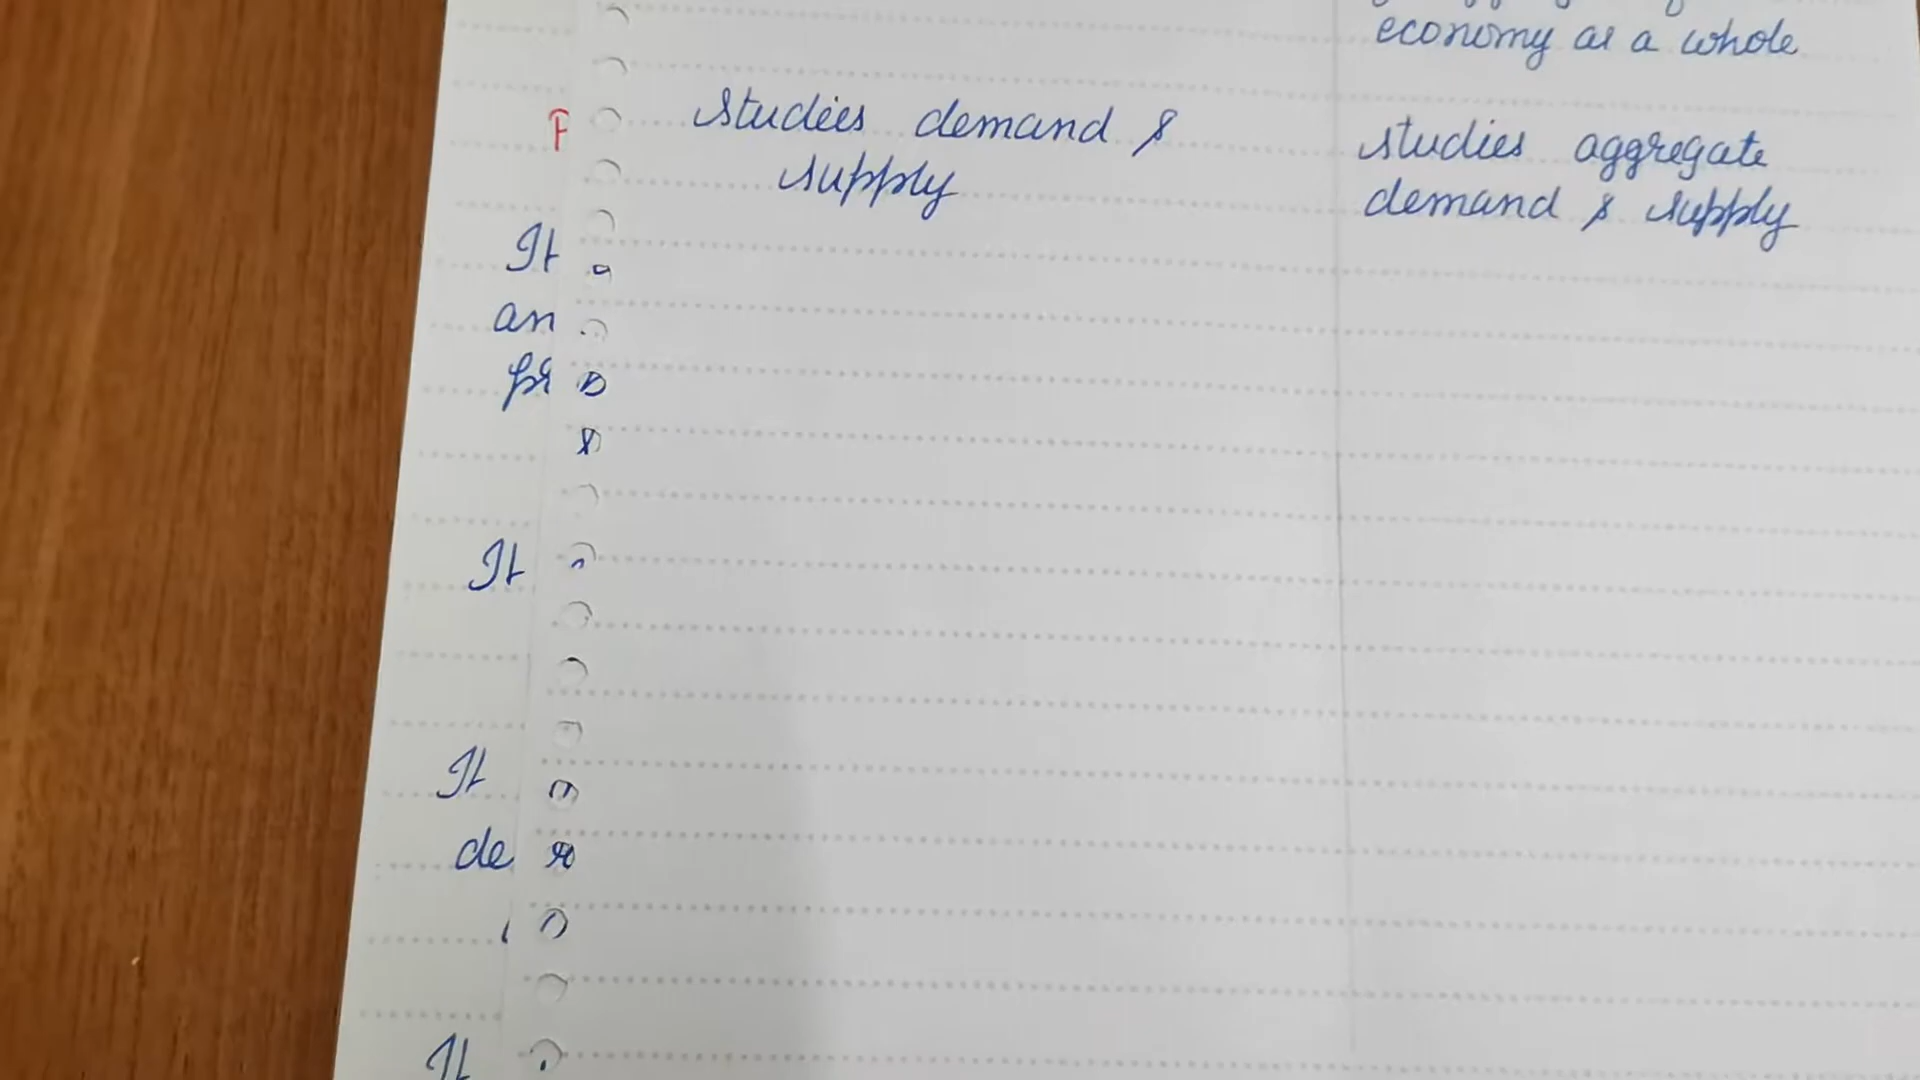 economy as a whole
studies demand &
supply
studies aggregate
demand & supply
It
an
It
It
de
It